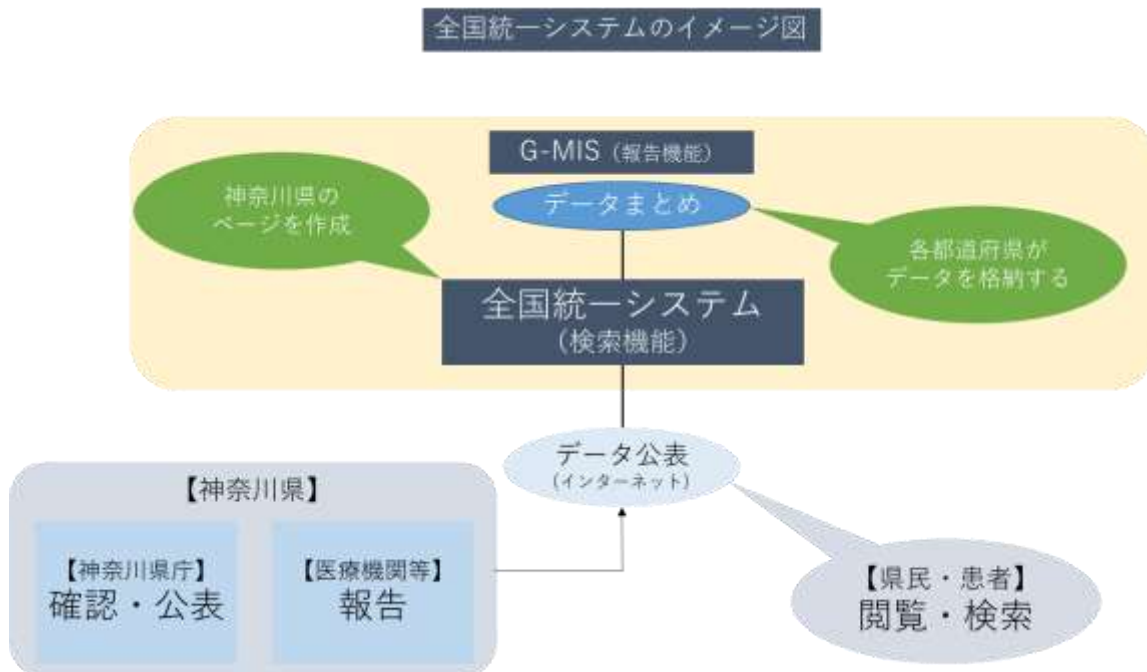 全国統一システムのイメージ図
G-MIS（報告機能）
データまとめ
神奈川県の
ページを作成
各都道府県が
データを格納する
全国統一システム
（検索機能）
データ公表
(インターネット)
【神奈川県】
【神奈川県庁】
確認・公表
【医療機関等】
報告
【県民・患者】
閲覧・検索